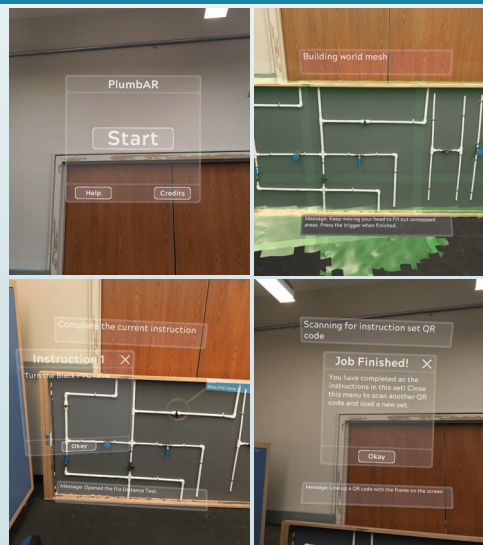 PlumbAR
Start
Help
Credits
Building world mesh
Message: Keep moving your head to fill out unmapped
areas. Press the trigger when finished.
Complete the current instruction
Instruction 1
Turn the Black PVC
Black PVC Valve
Okay
Message: Opened the file Distance Test.
Scanning for instruction set QR
code
Job Finished!
You have completed all the
instructions in this set! Close
this menu to scan another QR
code and load a new set.
Okay
Message: Line up a QR code with the frame on the screen